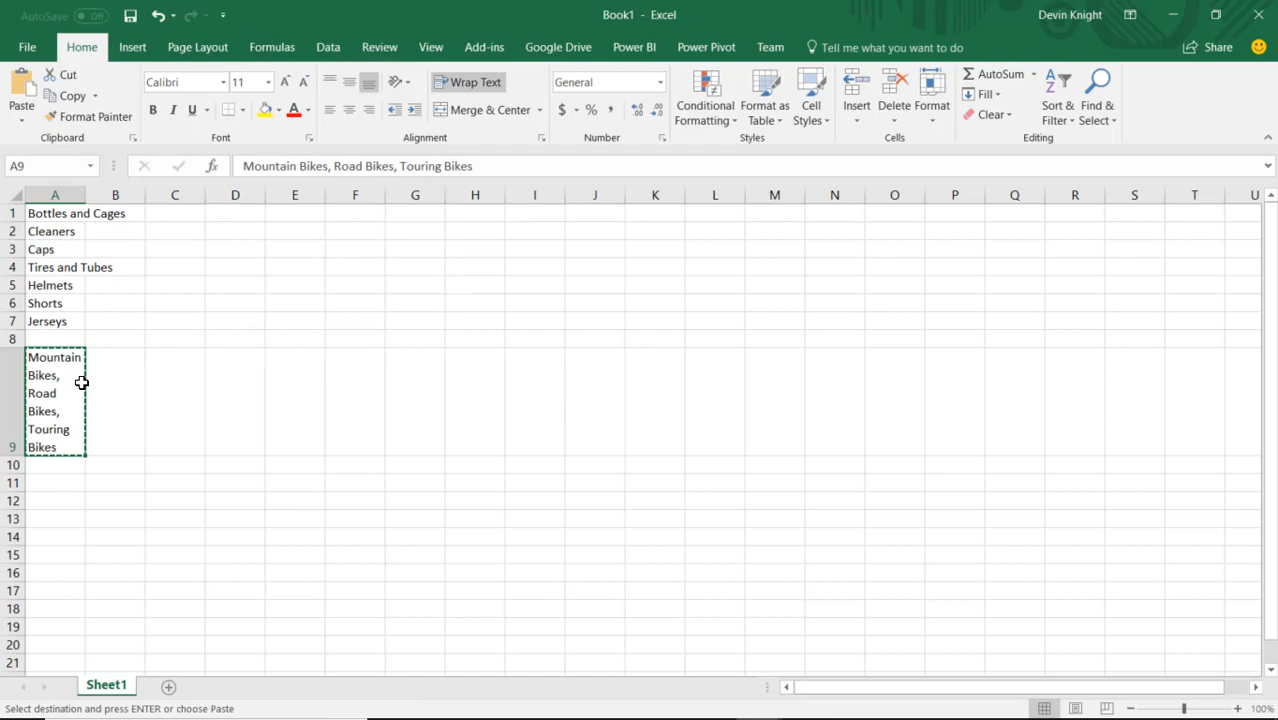 AutoSave Off
Book1 - Excel
Devin Knight
File Home Insert Page Layout Formulas Data Review View Add-ins Google Drive Power BI Power Pivot Team Tell me what you want to do Share
Paste
Cut
Copy
Format Painter
Clipboard
Calibri 11
B I U
Font
Wrap Text
Merge & Center
Alignment
General
$ % ,
Number
Conditional Formatting
Format as Table
Cell Styles
Styles
Insert
Delete
Format
Cells
AutoSum
Fill
Clear
Sort & Filter
Find & Select
Editing
A9
fx
Mountain Bikes, Road Bikes, Touring Bikes
A B C D E F G H I J K L M N O P Q R S T U
1 Bottles and Cages
2 Cleaners
3 Caps
4 Tires and Tubes
5 Helmets
6 Shorts
7 Jerseys
8
Mountain
Bikes,
Road
Bikes,
Touring
9 Bikes
10
11
12
13
14
15
16
17
18
19
20
21
Sheet1
Select destination and press ENTER or choose Paste
100%